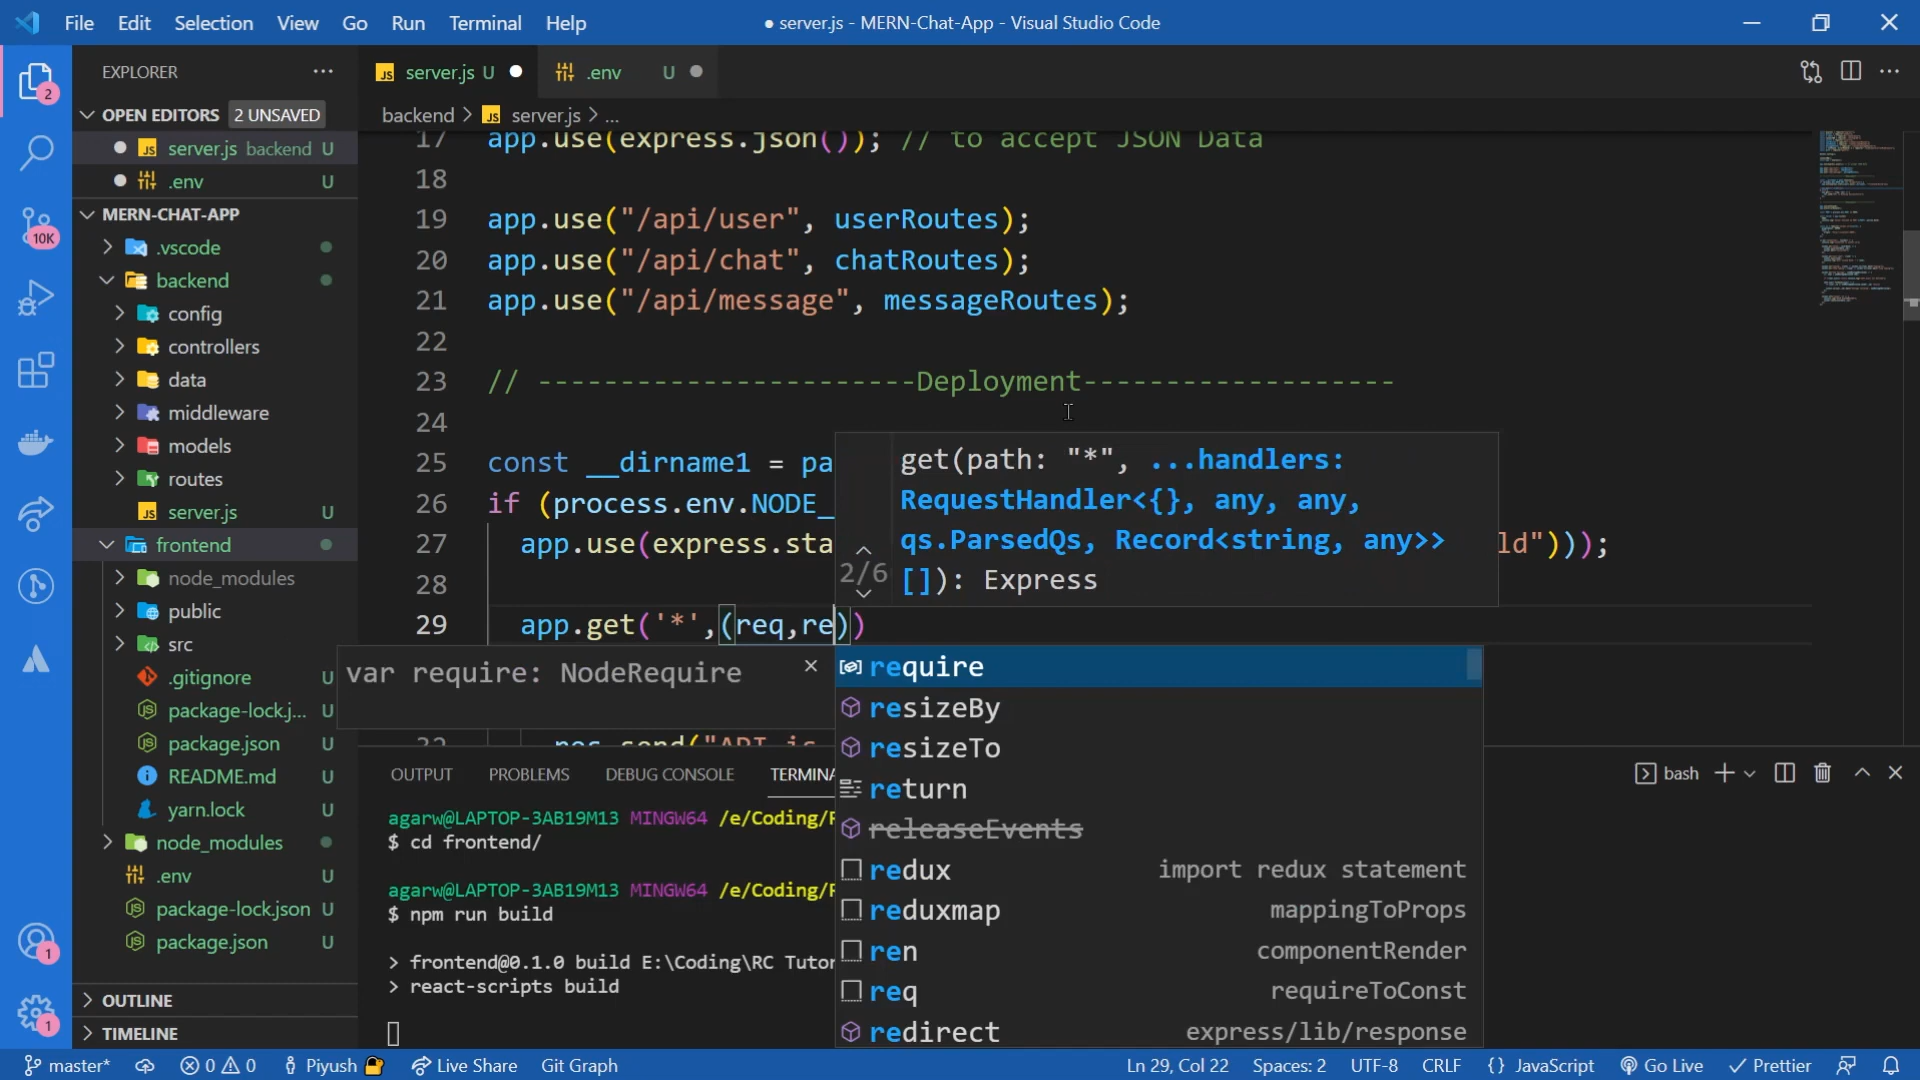 File Edit Selection View Go Run Terminal Help
● server.js - MERN-Chat-App - Visual Studio Code
EXPLORER
OPEN EDITORS 2 UNSAVED
server.js backend U
.env U
MERN-CHAT-APP
.vscode
backend
config
controllers
data
middleware
models
routes
server.js U
frontend
node_modules
public
src
.gitignore U
package-lock.j... U
package.json U
README.md U
yarn.lock U
node_modules
.env U
package-lock.json U
package.json U
OUTLINE
TIMELINE
2
10K
1
1
server.js U
.env U
backend > server.js > ...
17 app.use(express.json()); // to accept JSON Data
18
19 app.use("/api/user", userRoutes);
20 app.use("/api/chat", chatRoutes);
21 app.use("/api/message", messageRoutes);
22
23 // -----------------------Deployment-------------------
24
25 const __dirname1 = pa
26 if (process.env.NODE_
27 app.use(express.sta ld")));
28
29 app.get('*',(req,re))
32 res.send("API is
get(path: "*", ...handlers:
RequestHandler<{}, any, any,
qs.ParsedQs, Record<string, any>>
[]): Express
2/6
var require: NodeRequire
require
resizeBy
resizeTo
return
releaseEvents
redux import redux statement
reduxmap mappingToProps
ren componentRender
req requireToConst
redirect express/lib/response
OUTPUT PROBLEMS DEBUG CONSOLE TERMINA
bash
agarw@LAPTOP-3AB19M13 MINGW64 /e/Coding/R
$ cd frontend/
agarw@LAPTOP-3AB19M13 MINGW64 /e/Coding/R
$ npm run build
> frontend@0.1.0 build E:\Coding\RC Tutor
> react-scripts build
master* 0 0 Piyush Live Share Git Graph
Ln 29, Col 22 Spaces: 2 UTF-8 CRLF {} JavaScript Go Live Prettier